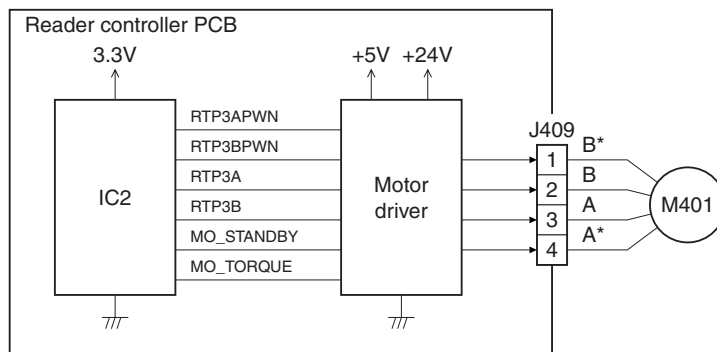 Reader controller PCB
3.3V
+5V
+24V
RTP3APWN
RTP3BPWN
RTP3A
RTP3B
MO_STANDBY
MO_TORQUE
IC2
Motor
driver
J409
1
2
3
4
B*
B
A
A*
M401